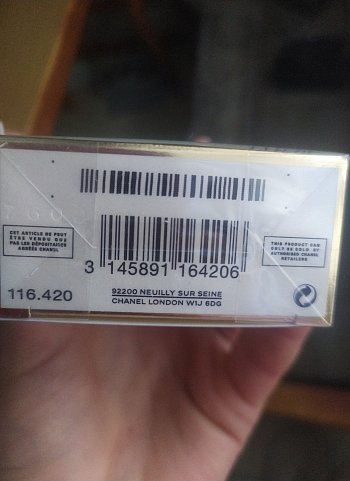 CET ARTICLE NE PEUT
ÊTRE VENDU QUE
PAR LES DÉPOSITAIRES
AGRÉÉS CHANEL
THIS PRODUCT CAN
ONLY BE SOLD BY
AUTHORISED CHANEL
RETAILERS
3 145891 164206
116.420
92200 NEUILLY SUR SEINE
CHANEL LONDON W1J 6DG